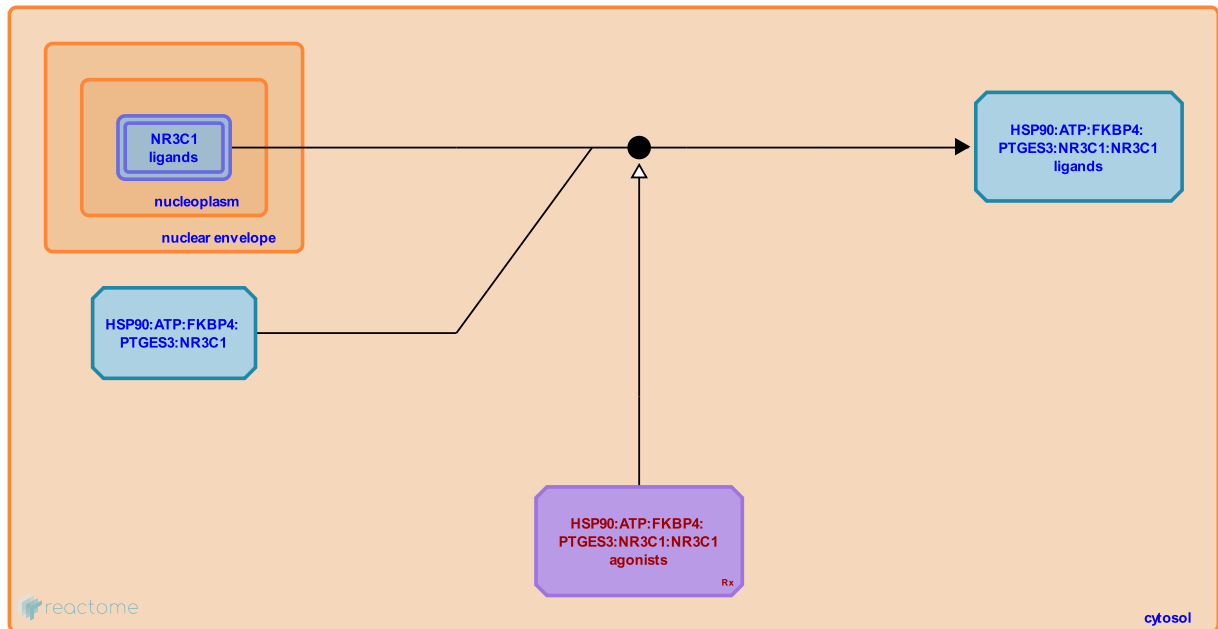 NR3C1
ligands
nucleoplasm
nuclear envelope
HSP90:ATP:FKBP4:
PTGES3:NR3C1:NR3C1
ligands
HSP90:ATP:FKBP4:
PTGES3:NR3C1
HSP90:ATP:FKBP4:
PTGES3:NR3C1:NR3C1
agonists
Rx
reactome
cytosol